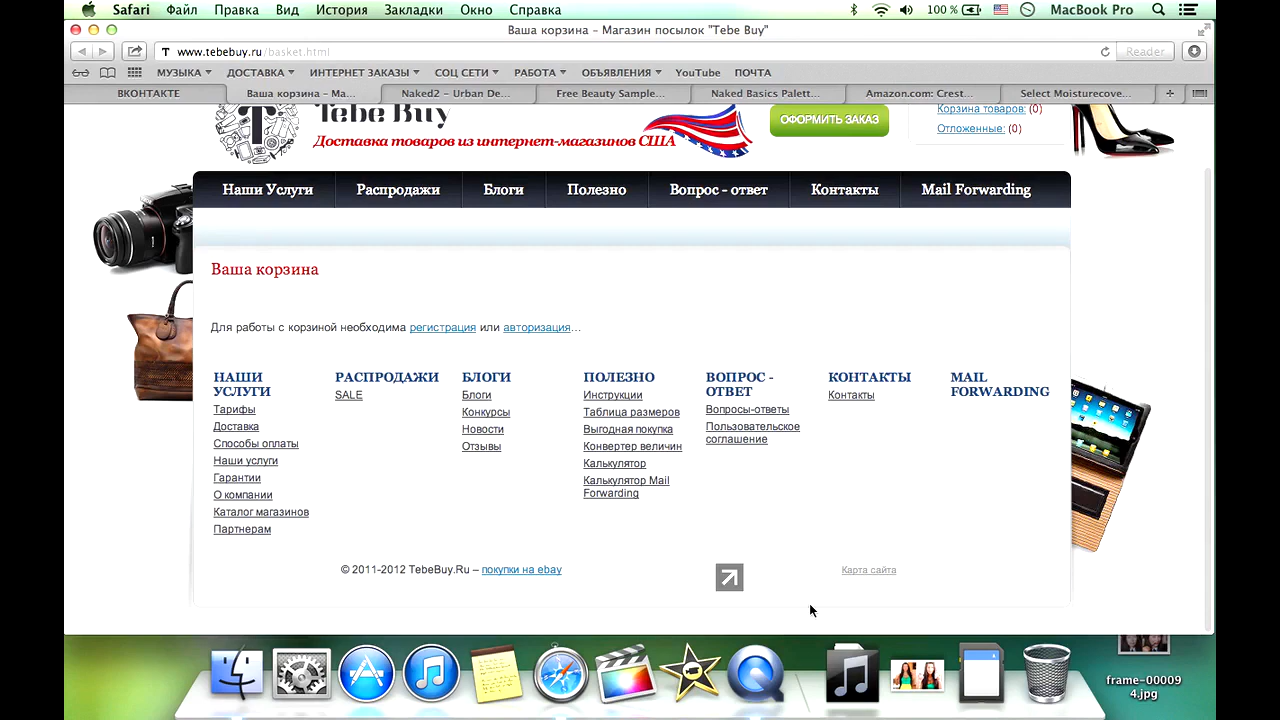 Safari Файл Правка Вид История Закладки Окно Справка 100 % MacBook Pro
Ваша корзина – Магазин посылок "Tebe Buy"
www.tebebuy.ru/basket.html Reader
МУЗЫКА ДОСТАВКА ИНТЕРНЕТ ЗАКАЗЫ СОЦ СЕТИ РАБОТА ОБЪЯВЛЕНИЯ YouTube ПОЧТА
ВКОНТАКТЕ Ваша корзина – Ма... Naked2 – Urban De... Free Beauty Sample... Naked Basics Palett... Amazon.com: Crest... Select Moisturecove...
Tebe Buy
Доставка товаров из интернет-магазинов США
ОФОРМИТЬ ЗАКАЗ
Корзина товаров: (0)
Отложенные: (0)
Наши Услуги Распродажи Блоги Полезно Вопрос - ответ Контакты Mail Forwarding
Ваша корзина
Для работы с корзиной необходима регистрация или авторизация...
НАШИ
УСЛУГИ
Тарифы
Доставка
Способы оплаты
Наши услуги
Гарантии
О компании
Каталог магазинов
Партнерам
РАСПРОДАЖИ
SALE
БЛОГИ
Блоги
Конкурсы
Новости
Отзывы
ПОЛЕЗНО
Инструкции
Таблица размеров
Выгодная покупка
Конвертер величин
Калькулятор
Калькулятор Mail
Forwarding
ВОПРОС -
ОТВЕТ
Вопросы-ответы
Пользовательское
соглашение
КОНТАКТЫ
Контакты
MAIL
FORWARDING
© 2011-2012 TebeBuy.Ru – покупки на ebay
Карта сайта
frame-00009
4.jpg